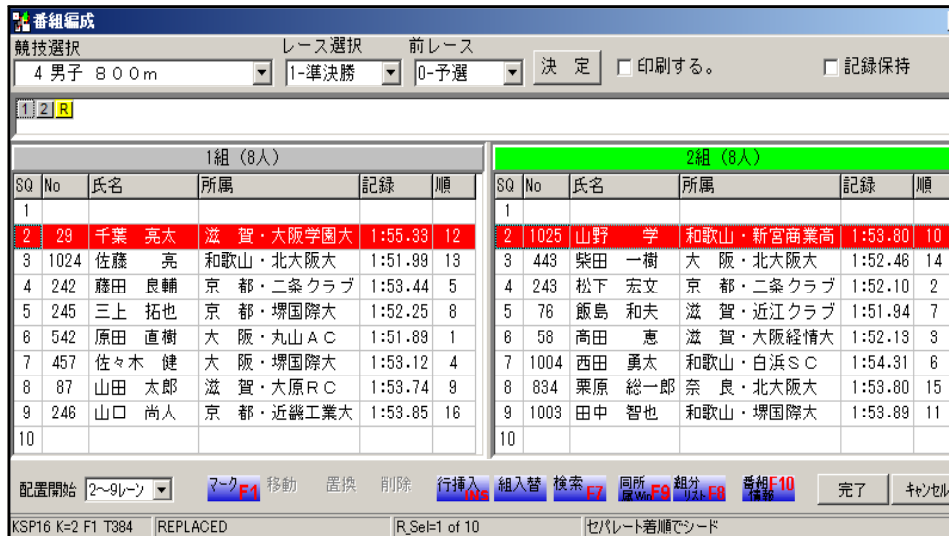 番組編成
競技選択 レース選択 前レース
4 男子 800m 1-準決勝 0-予選 決 定 印刷する。 記録保持
1 2 R
1組 (8人)
SQ No 氏名 所属 記録 順
1
2 29 千葉 亮太 滋 賀・大阪学園大 1:55.33 12
3 1024 佐藤 亮 和歌山・北大阪大 1:51.99 13
4 242 藤田 良輔 京 都・二条クラブ 1:53.44 5
5 245 三上 拓也 京 都・堺国際大 1:52.25 8
6 542 原田 直樹 大 阪・丸山AC 1:51.89 1
7 457 佐々木 健 大 阪・堺国際大 1:53.12 4
8 87 山田 太郎 滋 賀・大原RC 1:53.74 9
9 246 山口 尚人 京 都・近畿工業大 1:53.85 16
10
2組 (8人)
SQ No 氏名 所属 記録 順
1
2 1025 山野 学 和歌山・新宮商業高 1:53.80 10
3 443 柴田 一樹 大 阪・北大阪大 1:52.46 14
4 243 松下 宏文 京 都・二条クラブ 1:52.10 2
5 76 飯島 和夫 滋 賀・近江クラブ 1:51.94 7
6 58 高田 恵 滋 賀・大阪経情大 1:52.13 3
7 1004 西田 勇太 和歌山・白浜SC 1:54.31 6
8 834 栗原 総一郎 奈 良・北大阪大 1:53.80 15
9 1003 田中 智也 和歌山・堺国際大 1:53.89 11
10
配置開始 2~9レーン マークF1 移動 置換 削除 行挿入INS 組入替 検索F7 同所属WinF9 組分リストF8 番組情報F10 完了 キャンセル
KSP16 K=2 F1 T384 REPLACED R_Sel=1 of 10 セパレート着順でシード